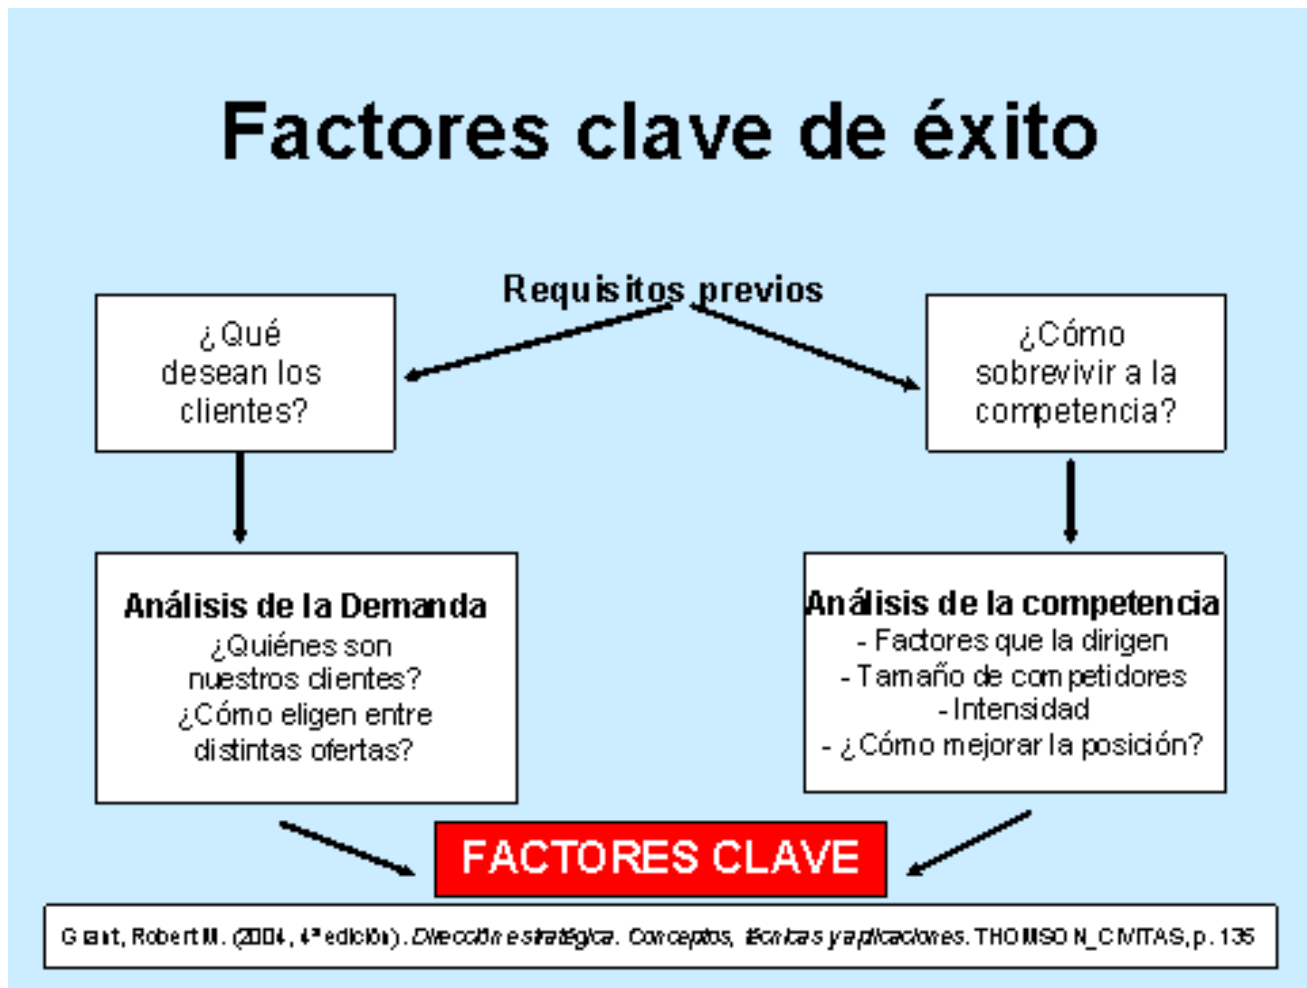 Factores clave de éxito
Requisitos previos
¿Qué
desean los
clientes?
¿Cómo
sobrevivir a la
competencia?
Análisis de la Demanda
¿Quiénes son
nuestros clientes?
¿Cómo eligen entre
distintas ofertas?
Análisis de la competencia
- Factores que la dirigen
- Tamaño de competidores
- Intensidad
- ¿Cómo mejorar la posición?
FACTORES CLAVE
Grant, Robert M. (2004, 4ª edición). Dirección estratégica. Conceptos, técnicas y aplicaciones. THOMSON_CIVITAS, p. 135